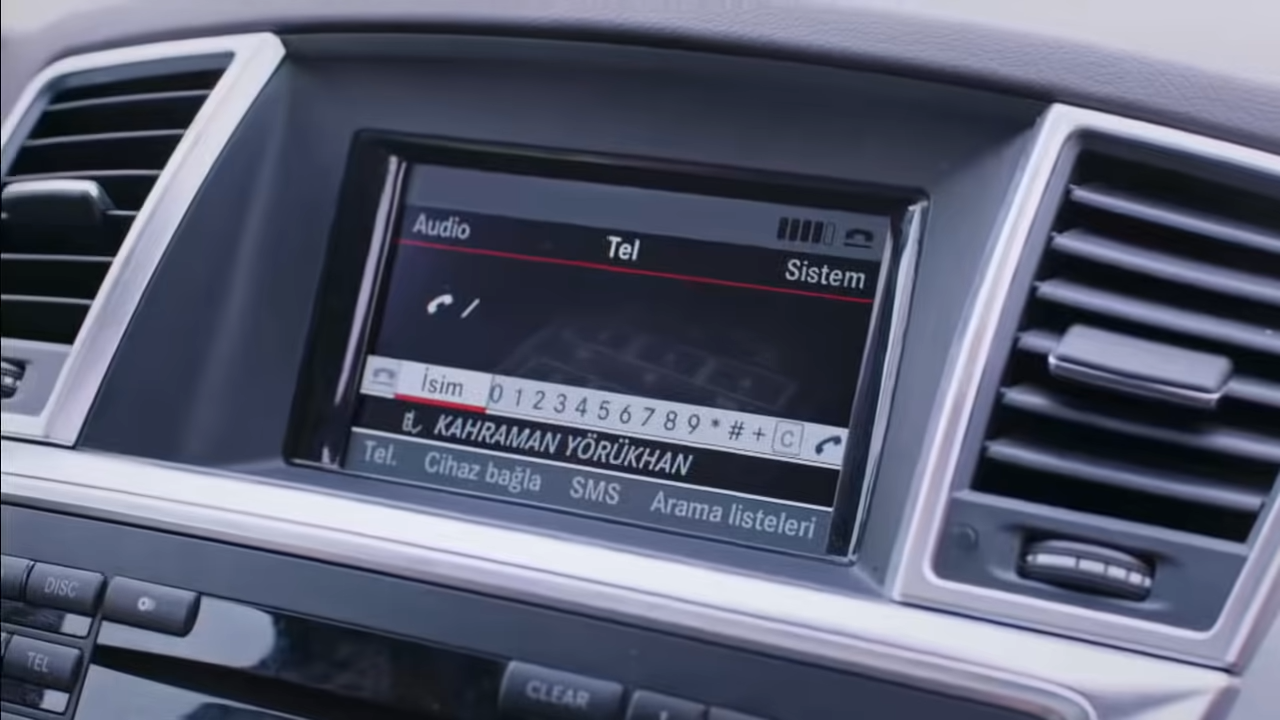 Audio Tel Sistem
İsim 0 1 2 3 4 5 6 7 8 9 * # + C
KAHRAMAN YÖRÜKHAN
Tel. Cihaz bağla SMS Arama listeleri
DISC
TEL
CLEAR